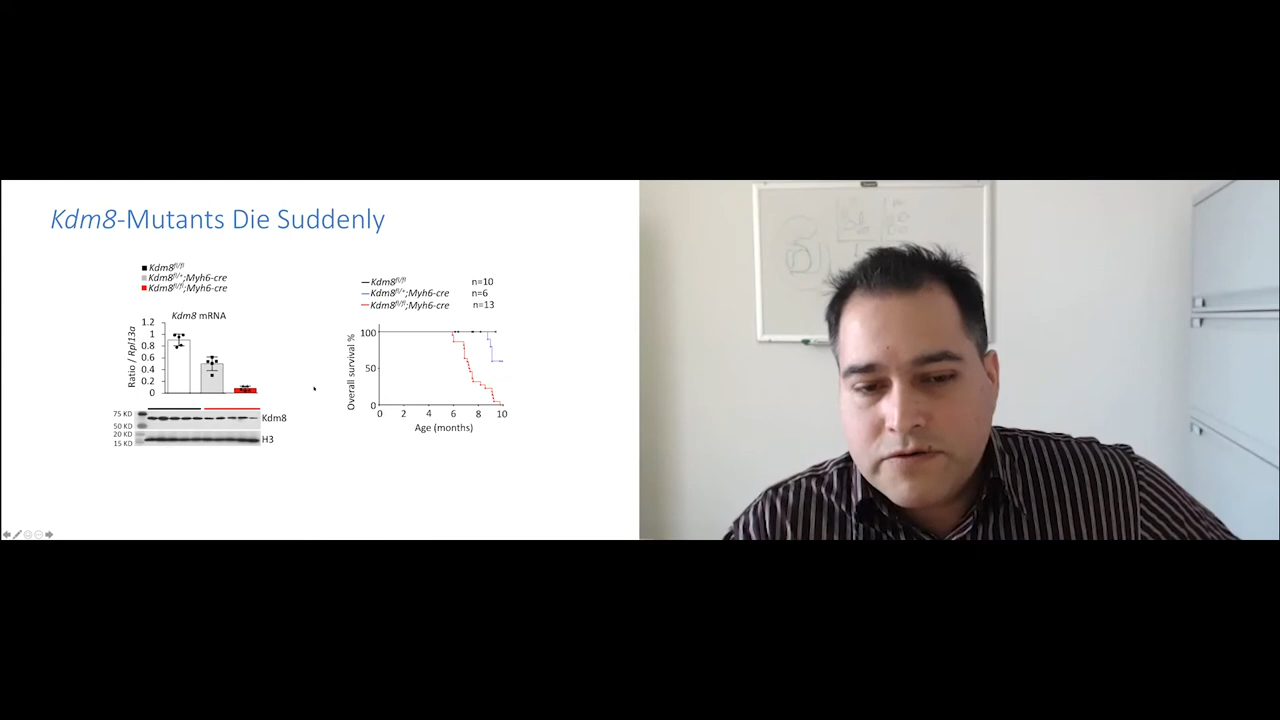 Kdm8-Mutants Die Suddenly
Kdm8fl/fl
Kdm8fl/+;Myh6-cre
Kdm8fl/fl;Myh6-cre
Kdm8 mRNA
Ratio / Rpl13a
1.2
1
0.8
0.6
0.4
0.2
0
75 KD
50 KD
20 KD
15 KD
Kdm8
H3
Kdm8fl/fl n=10
Kdm8fl/+;Myh6-cre n=6
Kdm8fl/fl;Myh6-cre n=13
Overall survival %
100
50
0
0 2 4 6 8 10
Age (months)